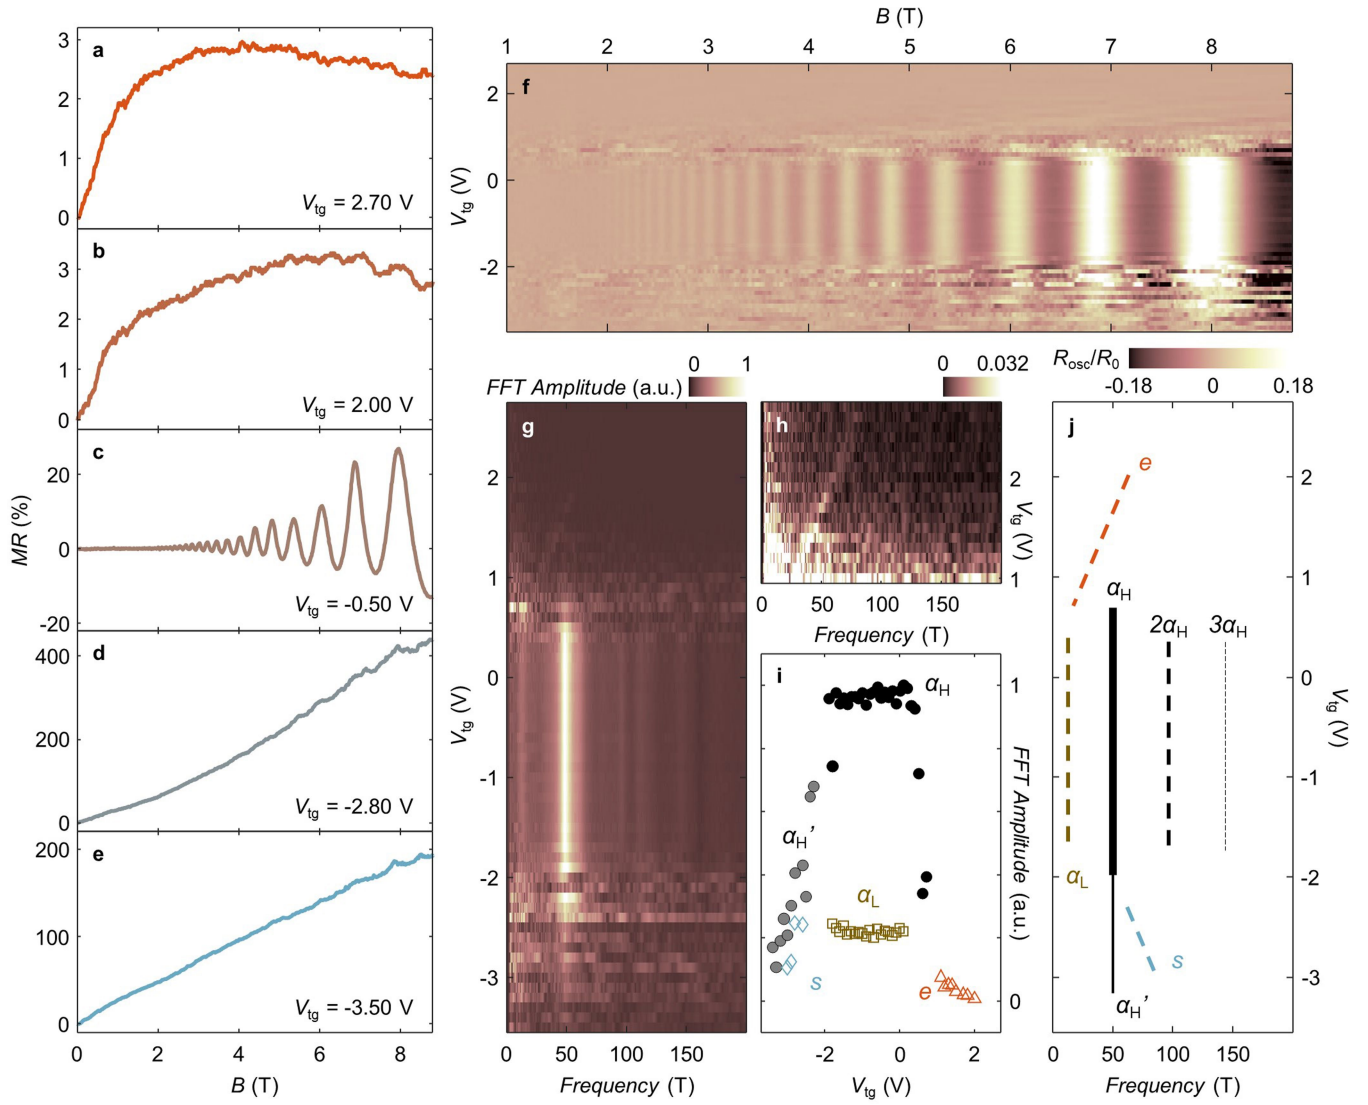 a
3
2
1
0
V_tg = 2.70 V
b
3
2
1
0
V_tg = 2.00 V
c
20
0
-20
V_tg = -0.50 V
MR (%)
d
400
200
0
V_tg = -2.80 V
e
200
100
0
V_tg = -3.50 V
0 2 4 6 8
B (T)
B (T)
1 2 3 4 5 6 7 8
f
2
0
-2
V_tg (V)
R_osc/R_0
-0.18 0 0.18
0 1
FFT Amplitude (a.u.)
g
2
1
0
-1
-2
-3
V_tg (V)
0 50 100 150
Frequency (T)
0 0.032
h
2
1
V_tg (V)
0 50 100 150
Frequency (T)
i
α_H
α_H’
α_L
s
e
1
0
FFT Amplitude (a.u.)
-2 0 2
V_tg (V)
j
e
α_H
2α_H 3α_H
α_L
s
α_H’
2
1
0
-1
-2
-3
V_tg (V)
0 50 100 150
Frequency (T)